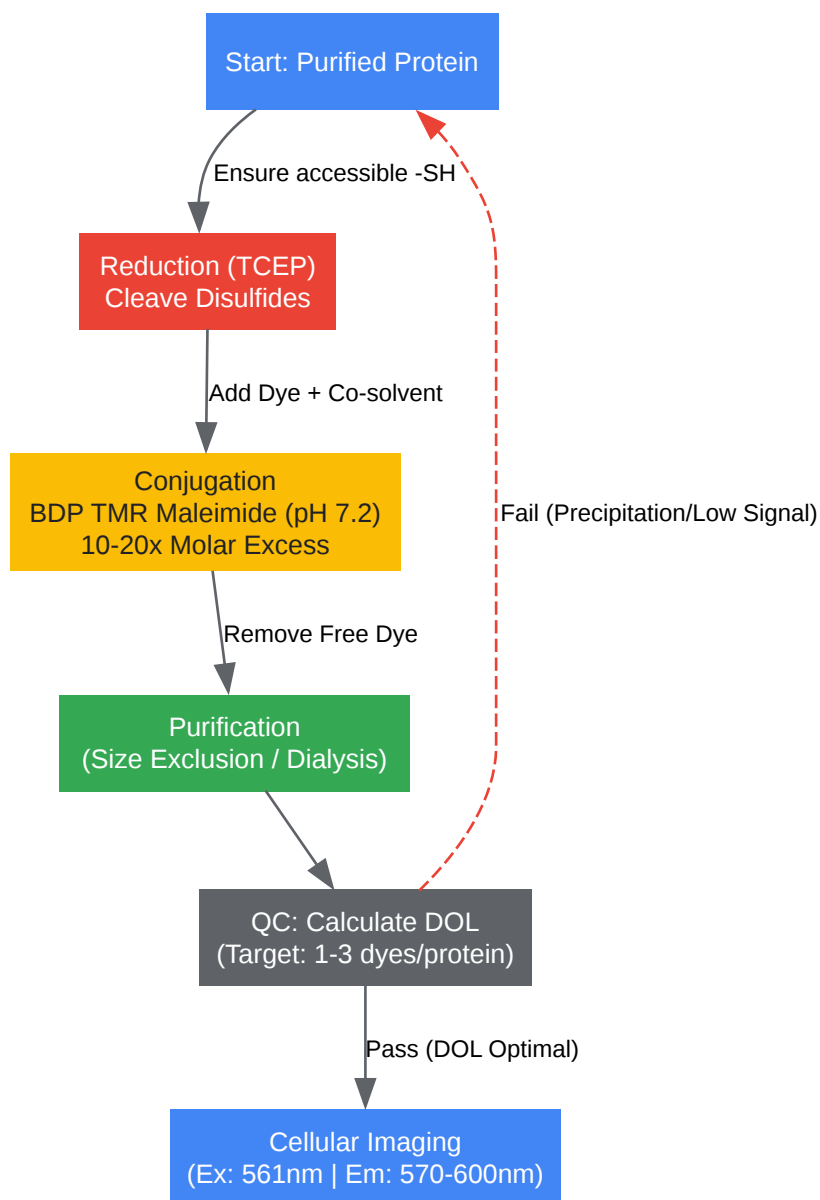 Start: Purified Protein
Ensure accessible -SH
Reduction (TCEP)
Cleave Disulfides
Add Dye + Co-solvent
Conjugation
BDP TMR Maleimide (pH 7.2)
10-20x Molar Excess
Fail (Precipitation/Low Signal)
Remove Free Dye
Purification
(Size Exclusion / Dialysis)
QC: Calculate DOL
(Target: 1-3 dyes/protein)
Pass (DOL Optimal)
Cellular Imaging
(Ex: 561nm | Em: 570-600nm)